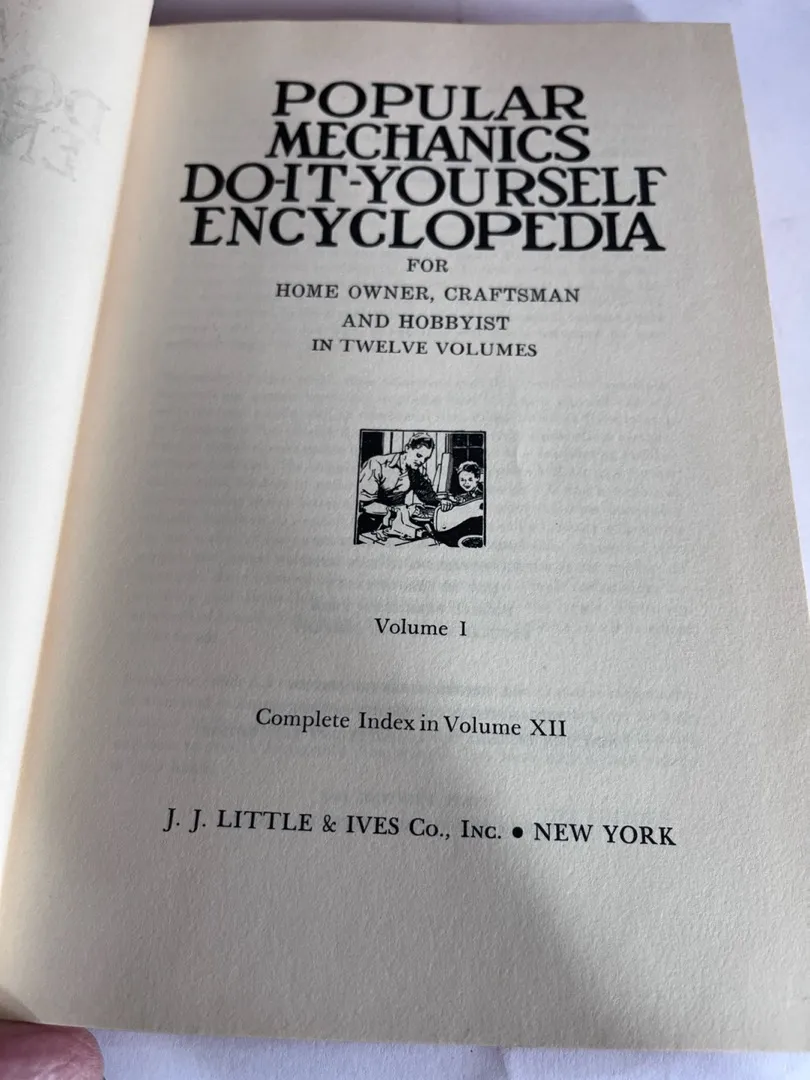 POPULAR
MECHANICS
DO-IT-YOURSELF
ENCYCLOPEDIA
FOR
HOME OWNER, CRAFTSMAN
AND HOBBYIST
IN TWELVE VOLUMES
Volume I
Complete Index in Volume XII
J. J. LITTLE & IVES Co., INC. • NEW YORK